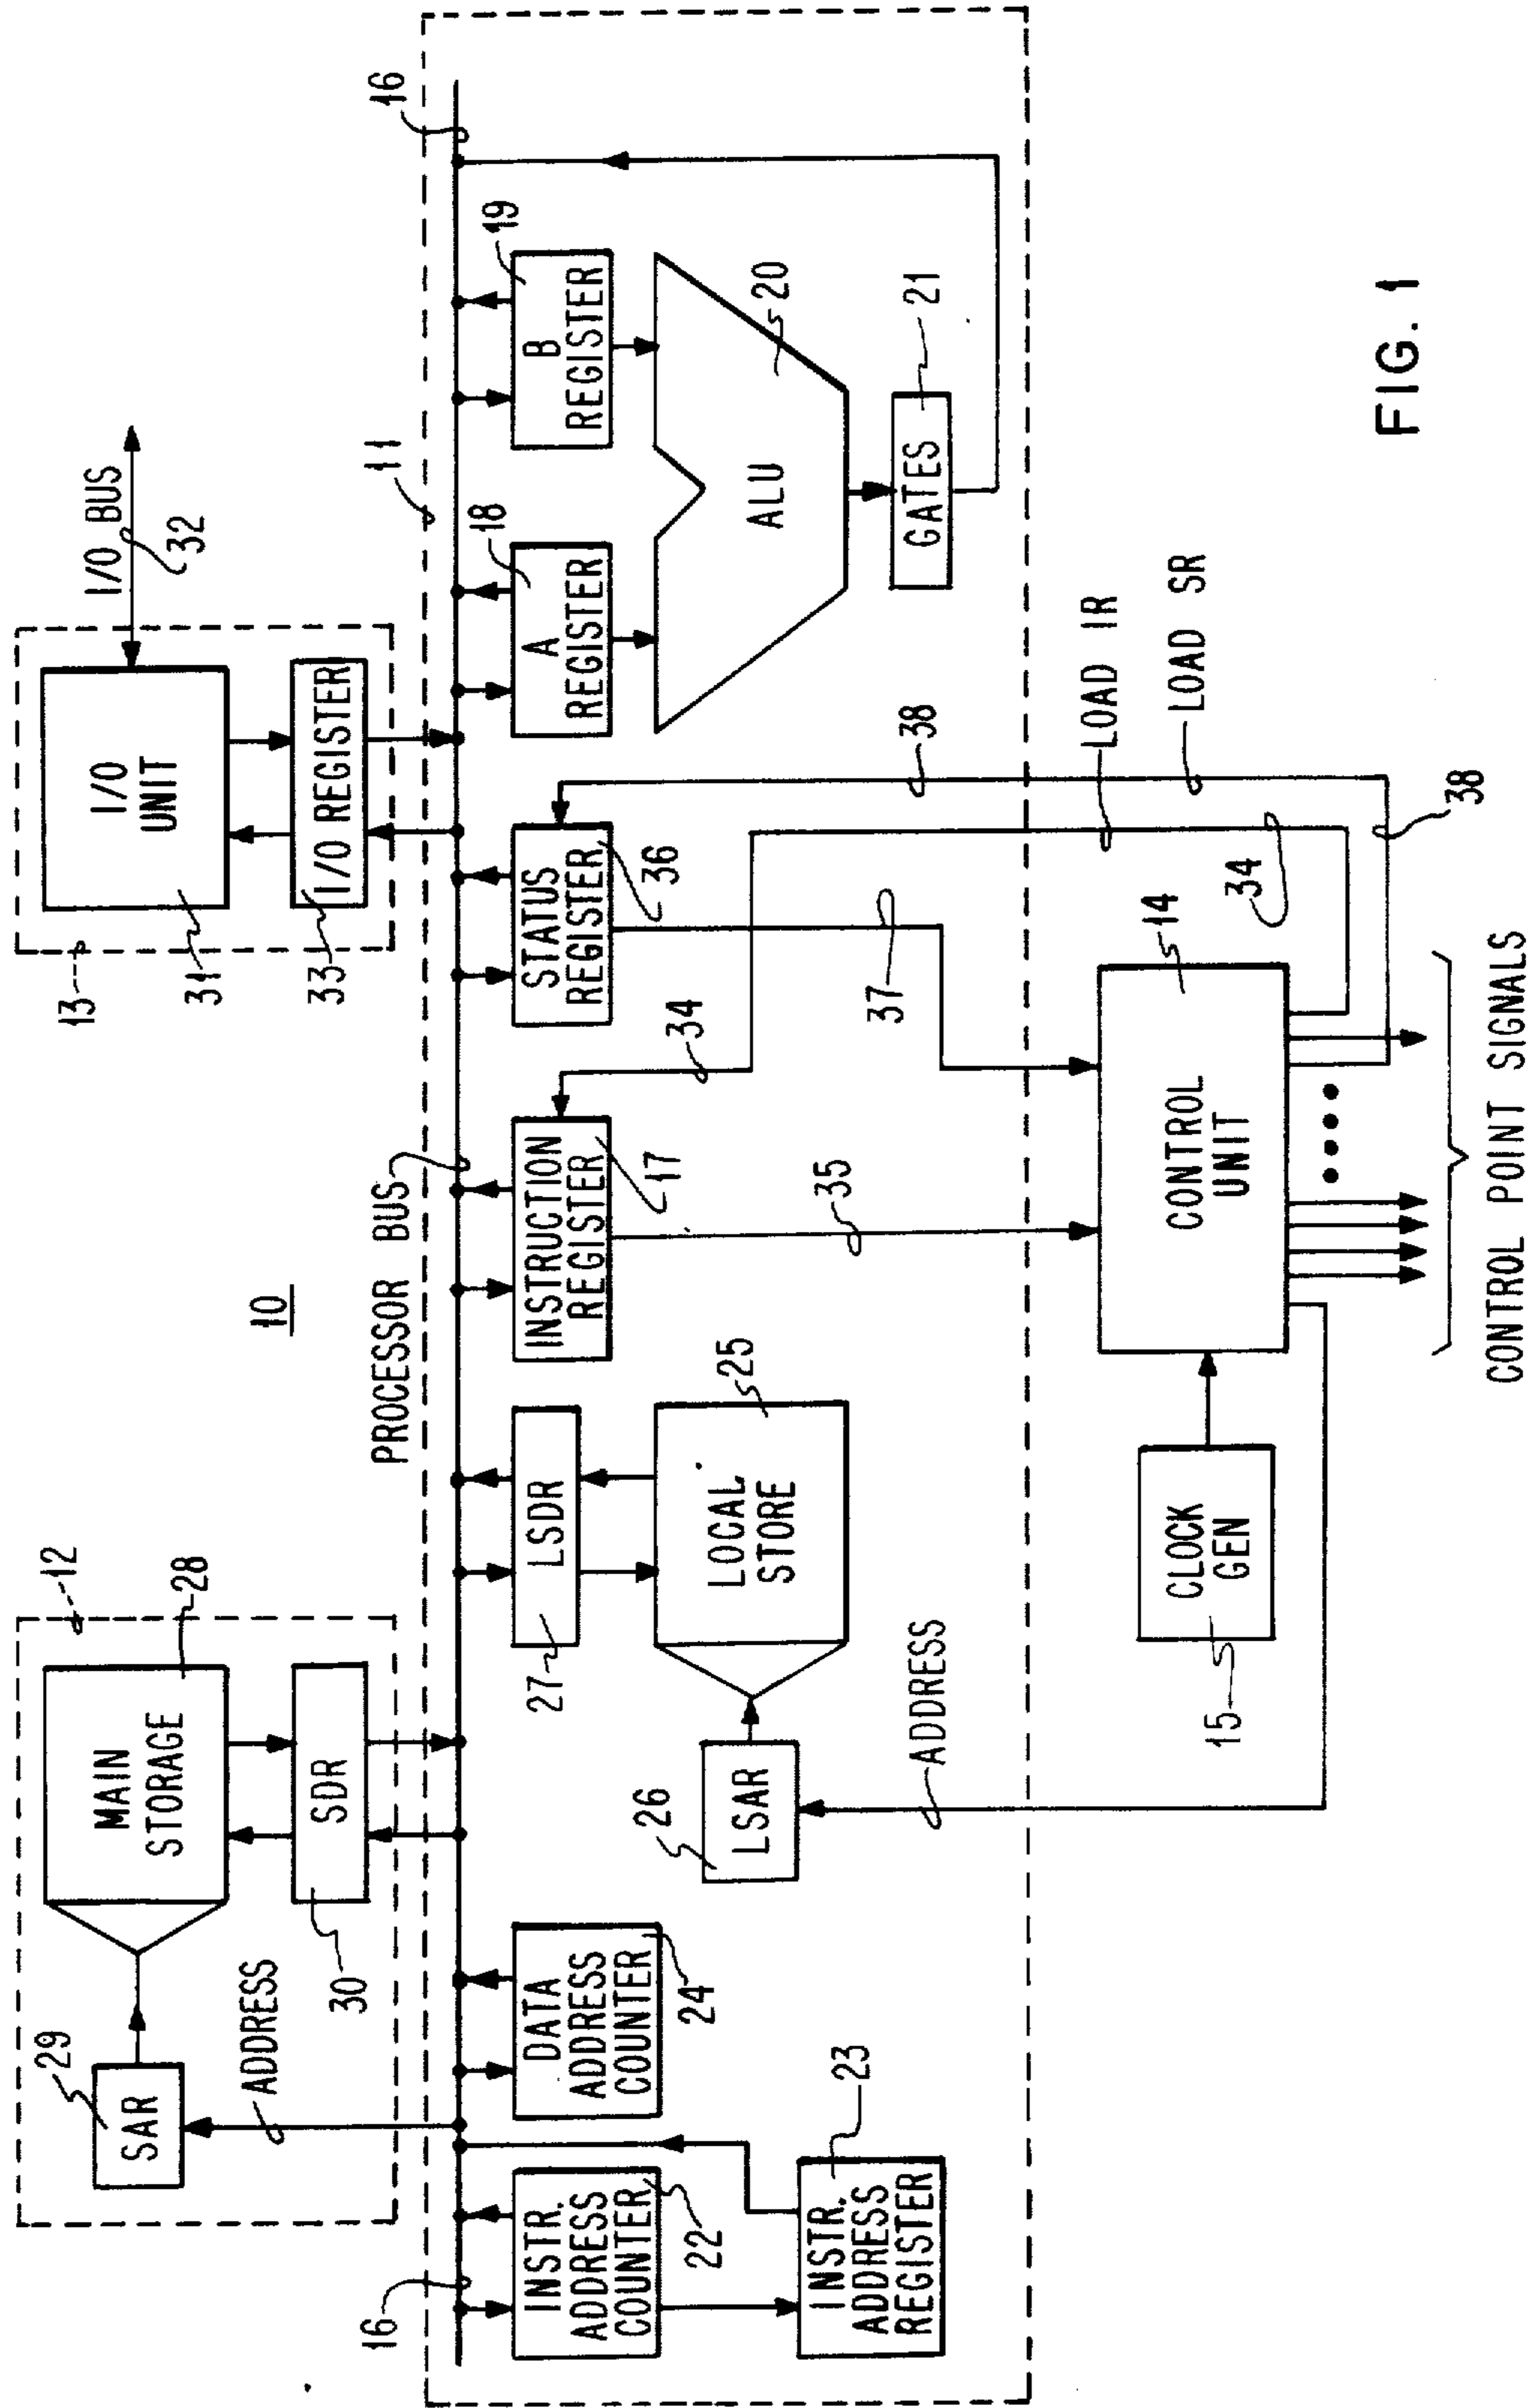 10
12
28
MAIN
STORAGE
SDR
30
29
SAR
ADDRESS
13
I/O
UNIT
31
I/O REGISTER
33
I/O BUS
32
PROCESSOR BUS
11
16
16
INSTR.
ADDRESS
COUNTER
22
INSTR.
ADDRESS
REGISTER
23
DATA
ADDRESS
COUNTER
24
LSDR
27
LOCAL
STORE
25
LSAR
26
ADDRESS
INSTRUCTION
REGISTER
17
34
35
STATUS
REGISTER
36
37
38
A
REGISTER
18
B
REGISTER
19
ALU
20
GATES
21
LOAD IR
LOAD SR
CLOCK
GEN
15
CONTROL
UNIT
14
34
38
CONTROL POINT SIGNALS
FIG. 1